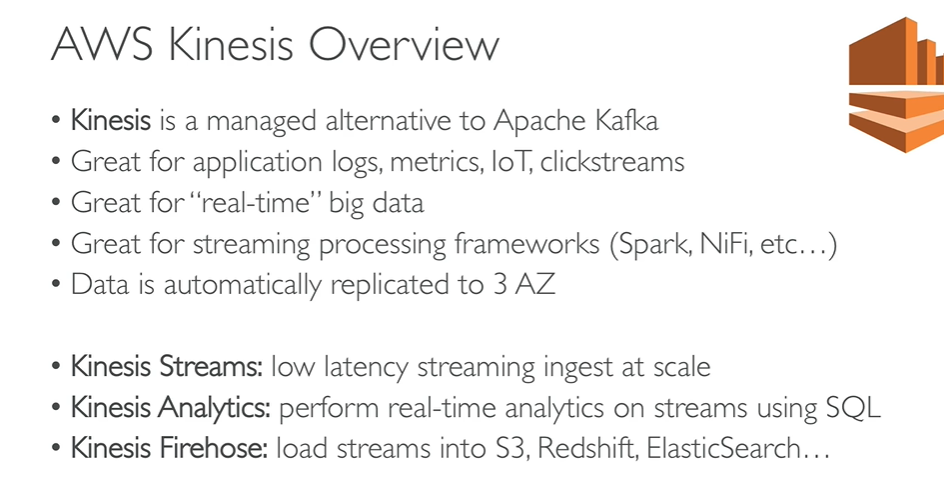 AWS Kinesis Overview
• Kinesis is a managed alternative to Apache Kafka
• Great for application logs, metrics, IoT, clickstreams
• Great for “real-time” big data
• Great for streaming processing frameworks (Spark, NiFi, etc…)
• Data is automatically replicated to 3 AZ
• Kinesis Streams: low latency streaming ingest at scale
• Kinesis Analytics: perform real-time analytics on streams using SQL
• Kinesis Firehose: load streams into S3, Redshift, ElasticSearch…